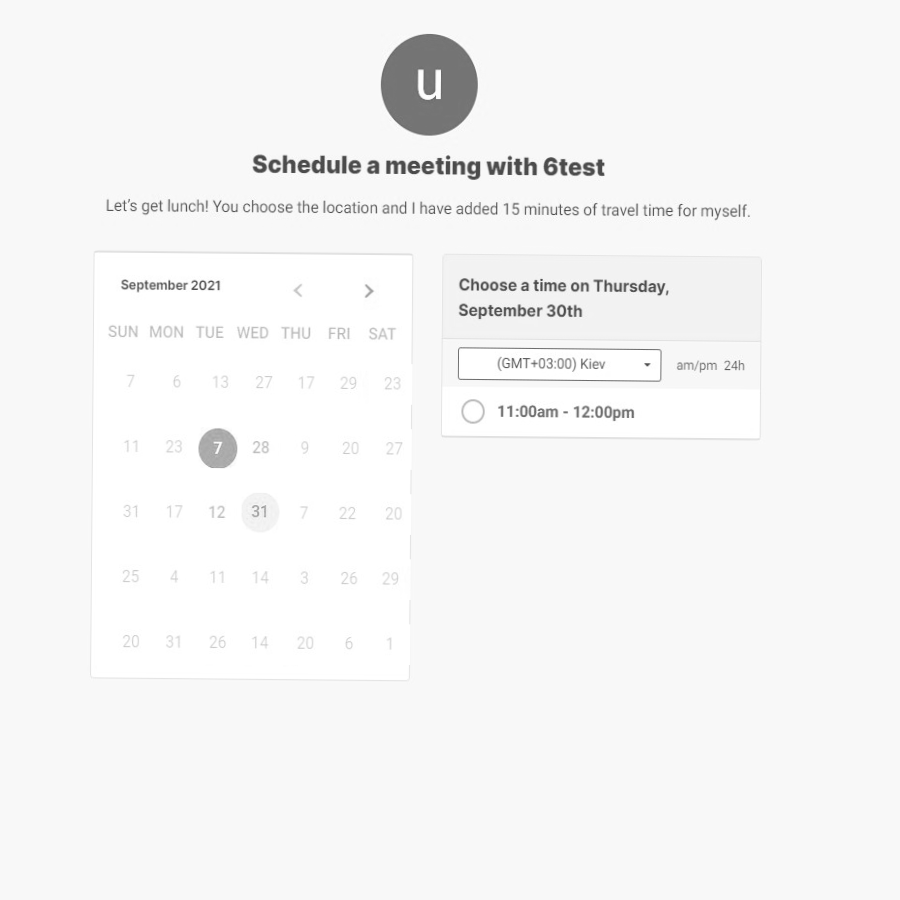 u
Schedule a meeting with 6test
Let's get lunch! You choose the location and I have added 15 minutes of travel time for myself.
September 2021
SUN MON TUE WED THU FRI SAT
7 6 13 27 17 29 23
11 23 7 28 9 20 27
31 17 12 31 7 22 20
25 4 11 14 3 26 29
20 31 26 14 20 6 1
Choose a time on Thursday,
September 30th
(GMT+03:00) Kiev am/pm 24h
11:00am - 12:00pm